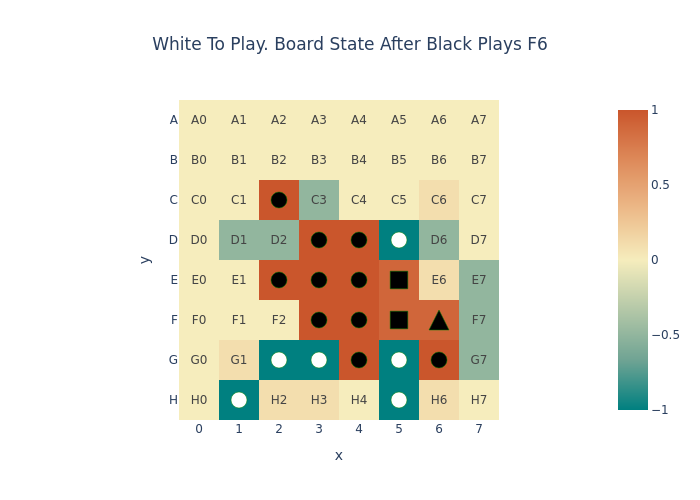 White To Play. Board State After Black Plays F6
A A0 A1 A2 A3 A4 A5 A6 A7
B B0 B1 B2 B3 B4 B5 B6 B7
C C0 C1 C3 C4 C5 C6 C7
D D0 D1 D2 D6 D7
E E0 E1 E6 E7
F F0 F1 F2 F7
G G0 G1 G7
H H0 H2 H3 H4 H6 H7
0 1 2 3 4 5 6 7
x
y
1
0.5
0
−0.5
−1